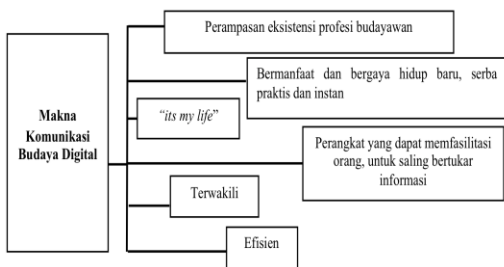 Perampasan eksistensi profesi budayawan
Bermanfaat dan bergaya hidup baru, serba
praktis dan instan
Makna
Komunikasi
Budaya Digital
“its my life”
Perangkat yang dapat memfasilitasi
orang, untuk saling bertukar
informasi
Terwakili
Efisien